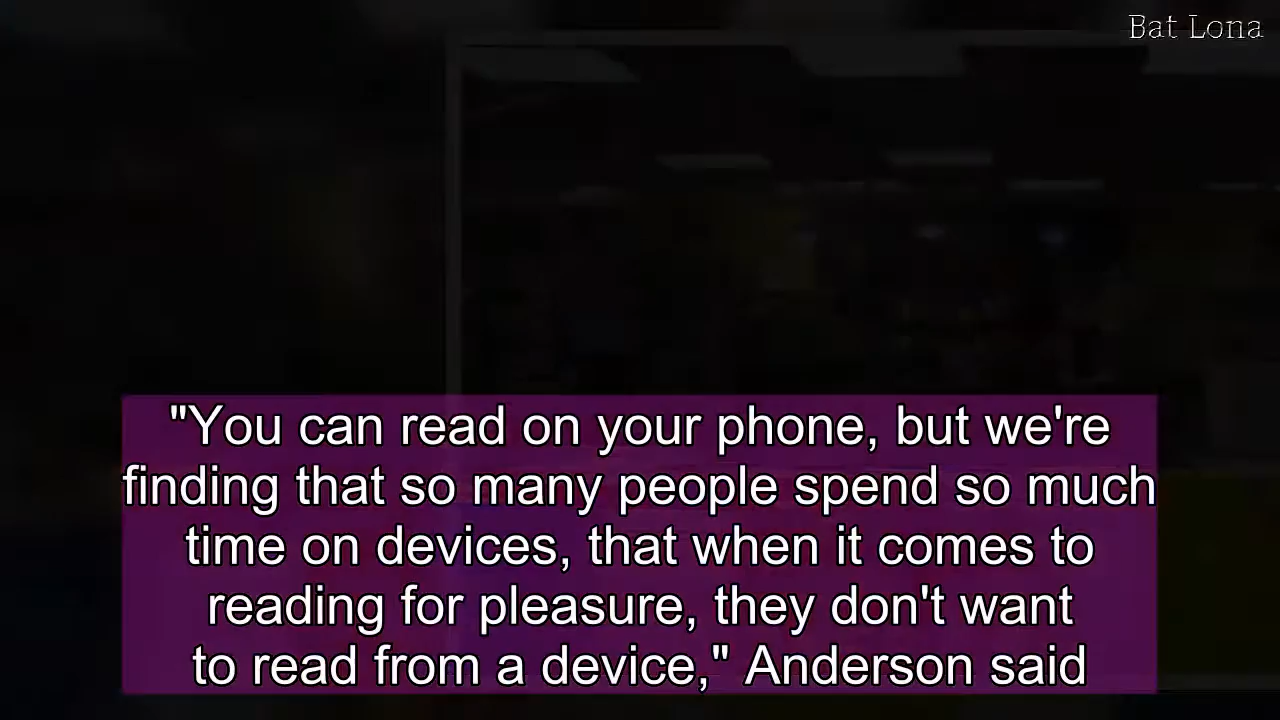 Bat Lona
"You can read on your phone, but we're
finding that so many people spend so much
time on devices, that when it comes to
reading for pleasure, they don't want
to read from a device," Anderson said